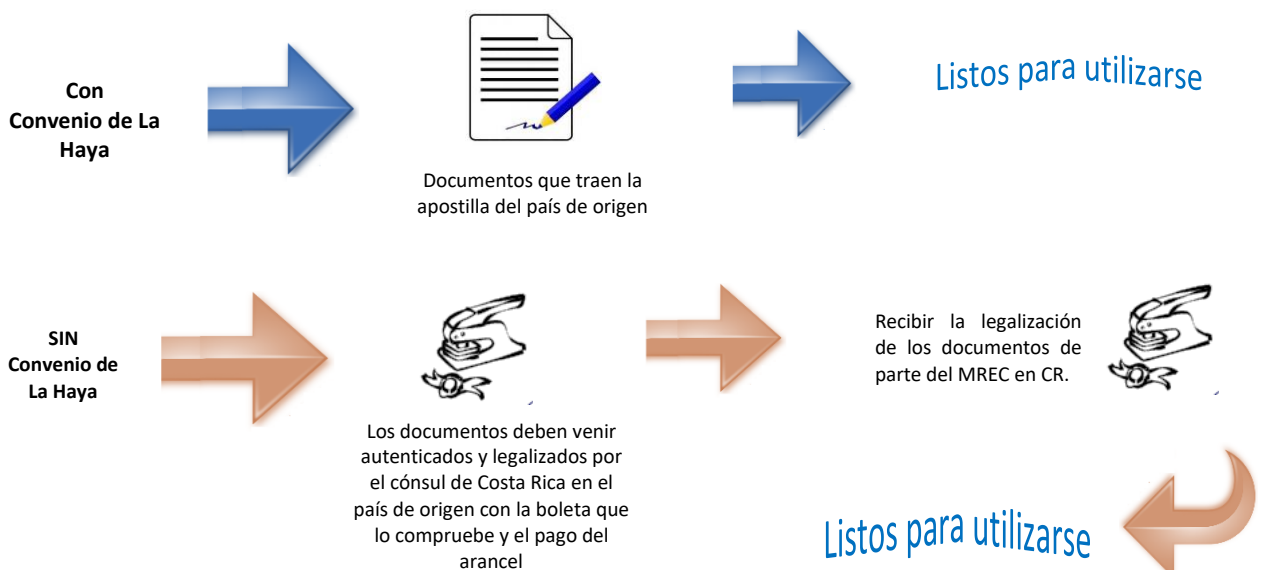 Con
Convenio de La
Haya
Documentos que traen la
apostilla del país de origen
Listos para utilizarse
SIN
Convenio de
La Haya
Los documentos deben venir
autenticados y legalizados por
el cónsul de Costa Rica en el
país de origen con la boleta que
lo compruebe y el pago del
arancel
Recibir la legalización
de los documentos de
parte del MREC en CR.
Listos para utilizarse